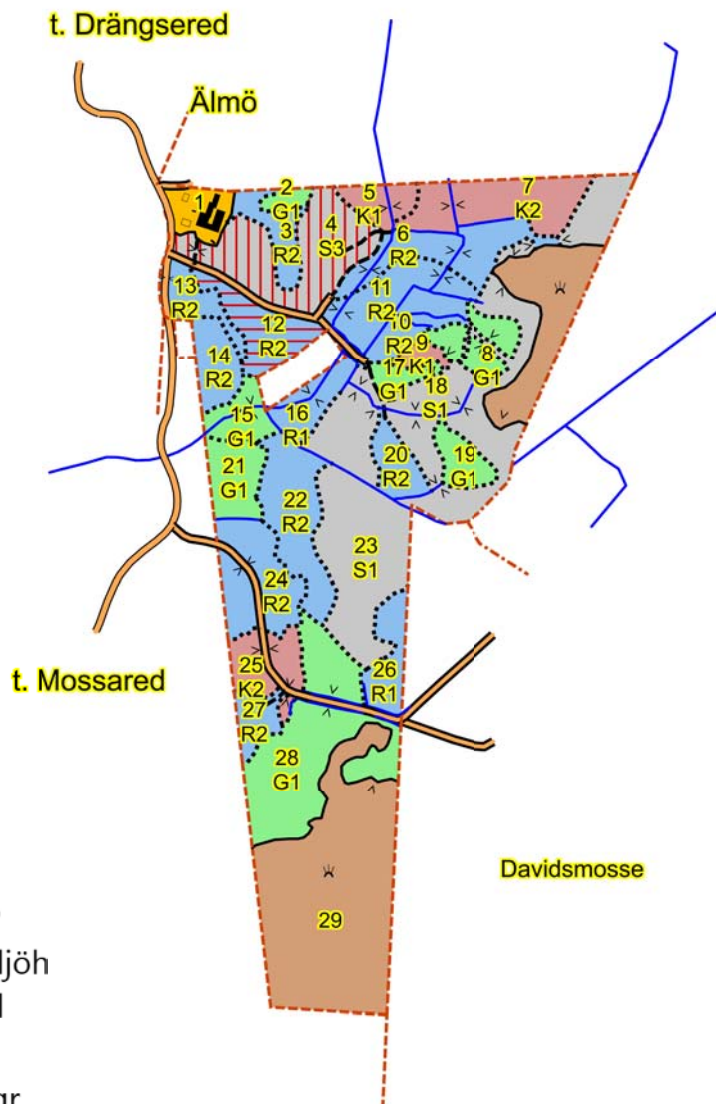 t. Drängsered
Älmö
1
2
G1
3
R2
4
S3
5
K1
6
R2
7
K2
8
G1
9
K1
10
R2
11
R2
12
R2
13
R2
14
R2
15
G1
16
R1
17
G1
18
S1
19
G1
20
R2
21
G1
22
R2
23
S1
24
R2
25
K2
26
R1
27
R2
28
G1
29
t. Mossared
Davidsmosse